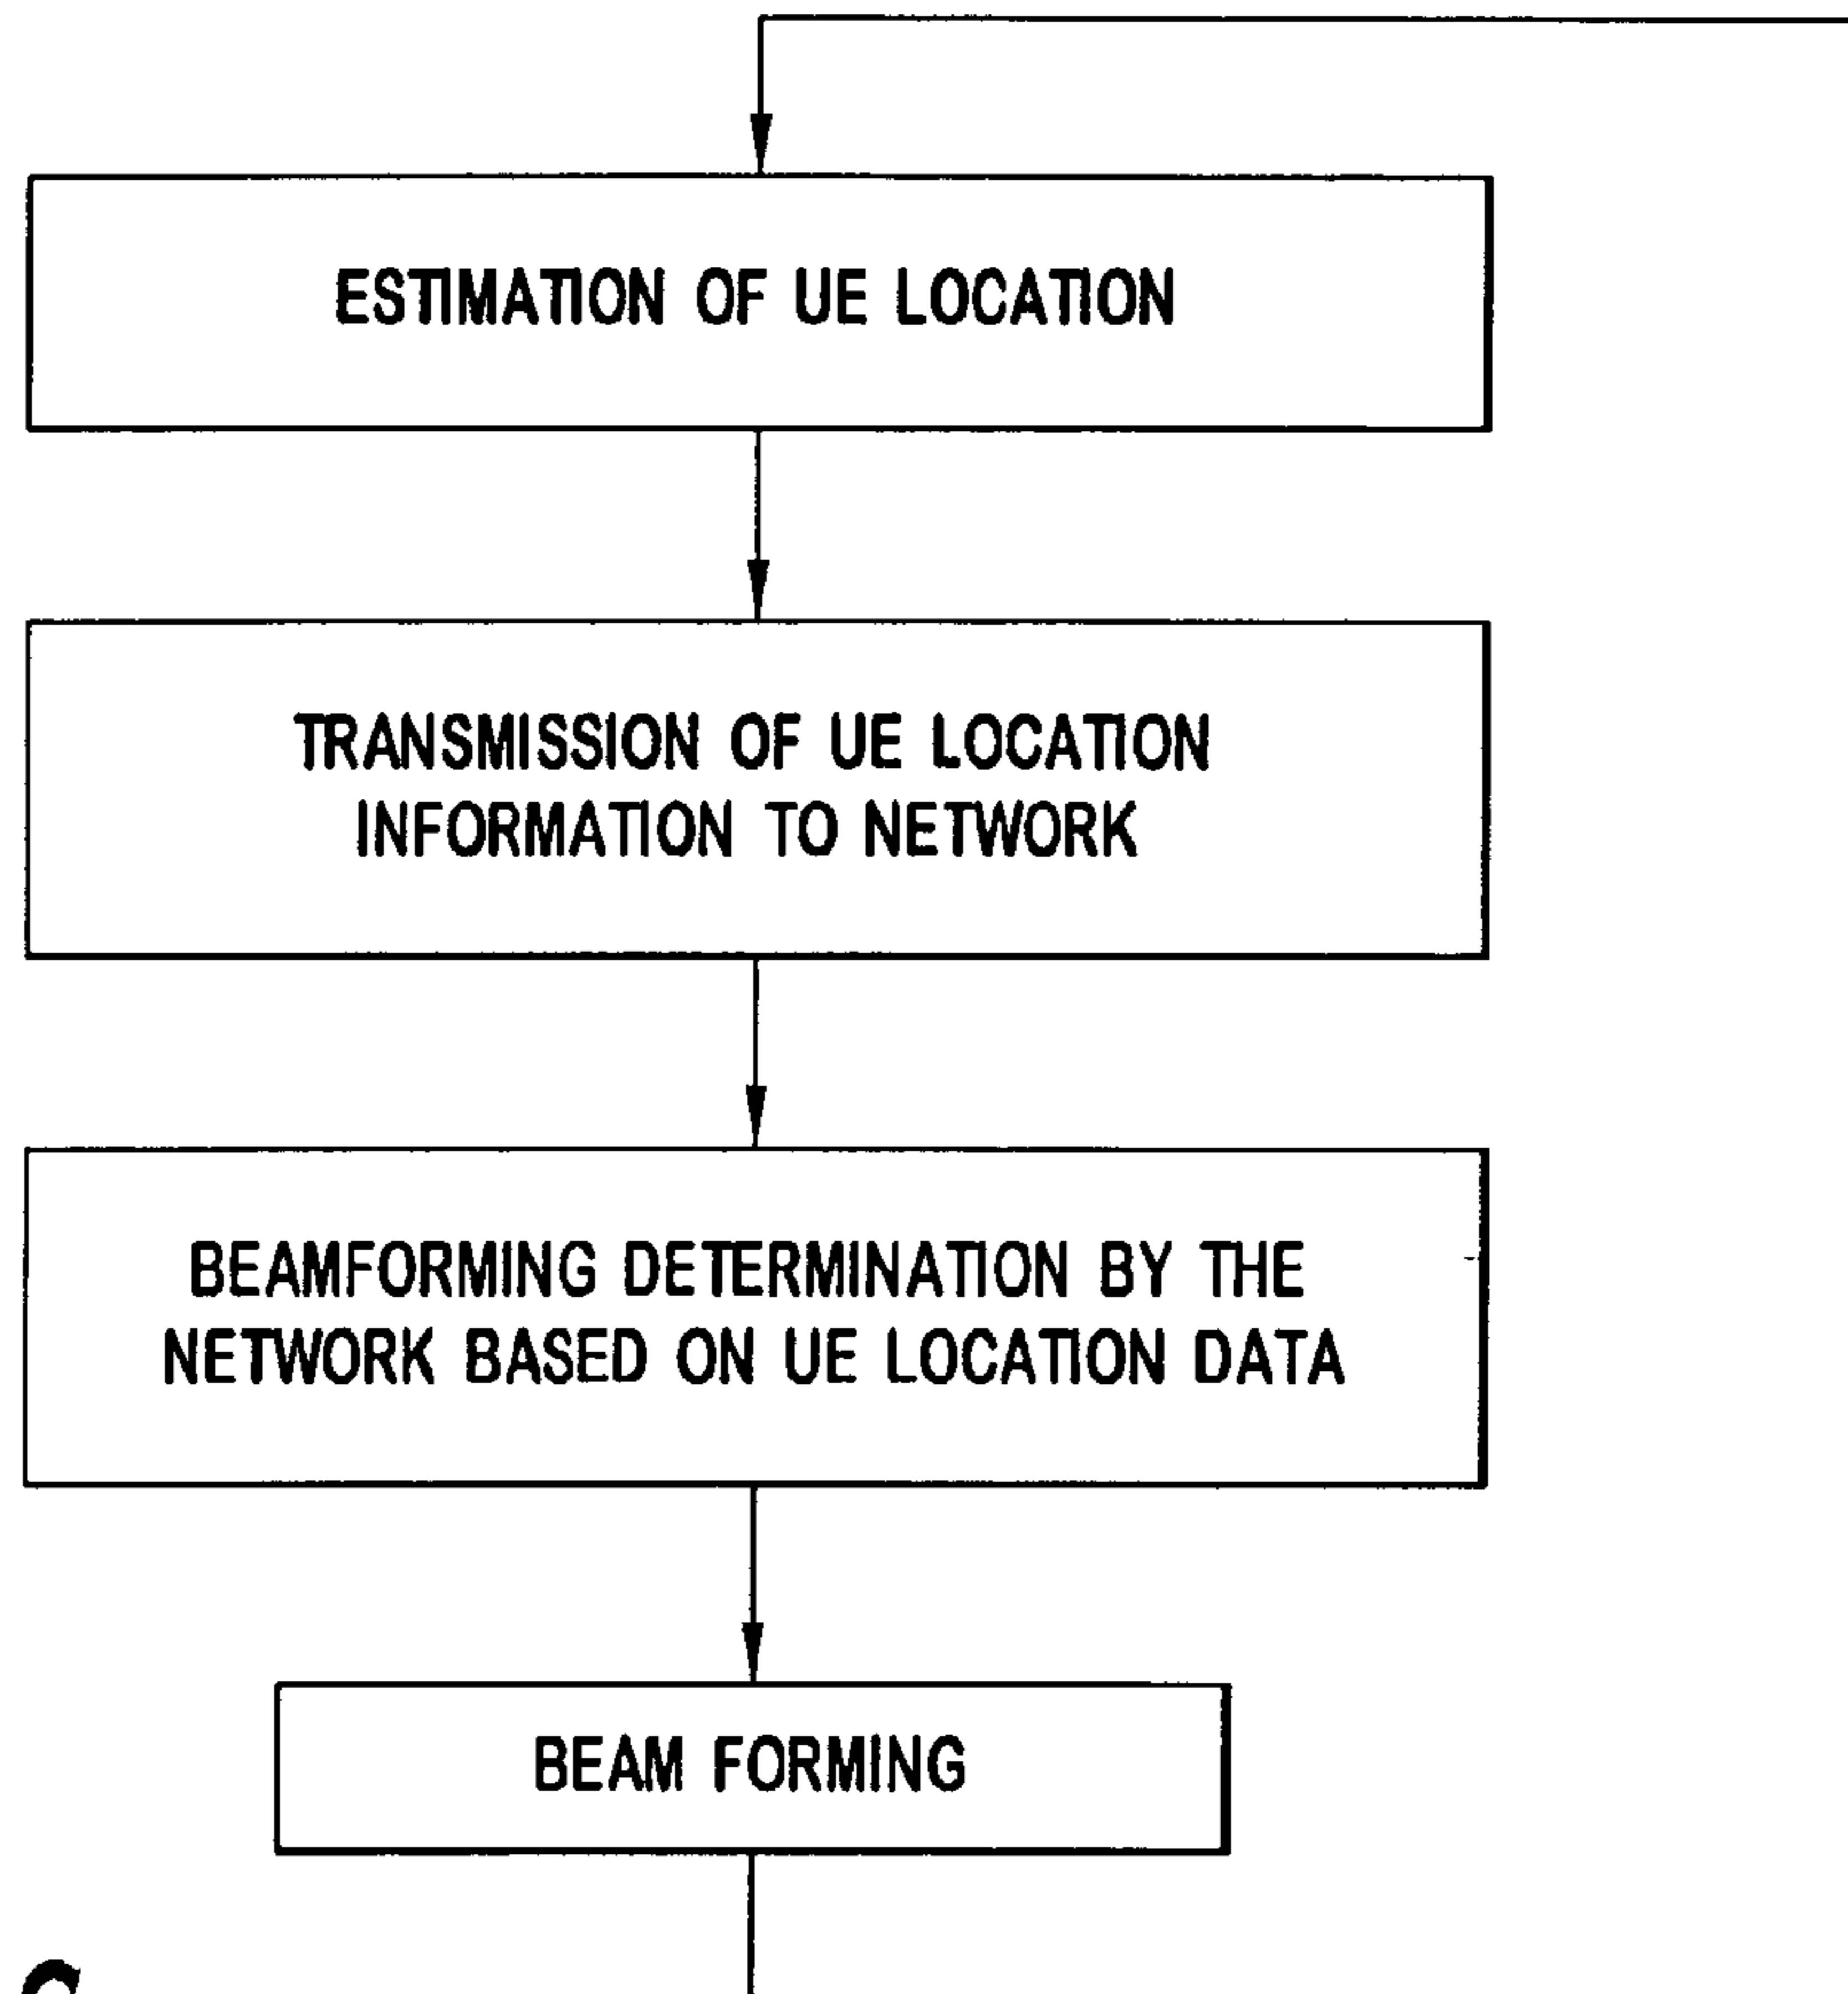 ESTIMATION OF UE LOCATION
TRANSMISSION OF UE LOCATION
INFORMATION TO NETWORK
BEAMFORMING DETERMINATION BY THE
NETWORK BASED ON UE LOCATION DATA
BEAM FORMING